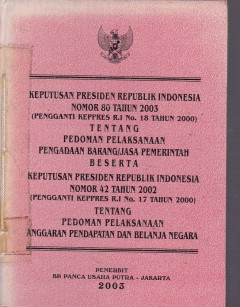 KEPUTUSAN PRESIDEN REPUBLIK INDONESIA
NOMOR 80 TAHUN 2003
(PENGGANTI KEPPRES R.I No. 18 TAHUN 2000)
TENTANG
PEDOMAN PELAKSANAAN
PENGADAAN BARANG/JASA PEMERINTAH
BESERTA
KEPUTUSAN PRESIDEN REPUBLIK INDONESIA
NOMOR 42 TAHUN 2002
(PENGGANTI KEPPRES R.I No. 17 TAHUN 2000)
TENTANG
PEDOMAN PELAKSANAAN
ANGGARAN PENDAPATAN DAN BELANJA NEGARA
PENERBIT
BP PANCA USAHA PUTRA - JAKARTA
2003